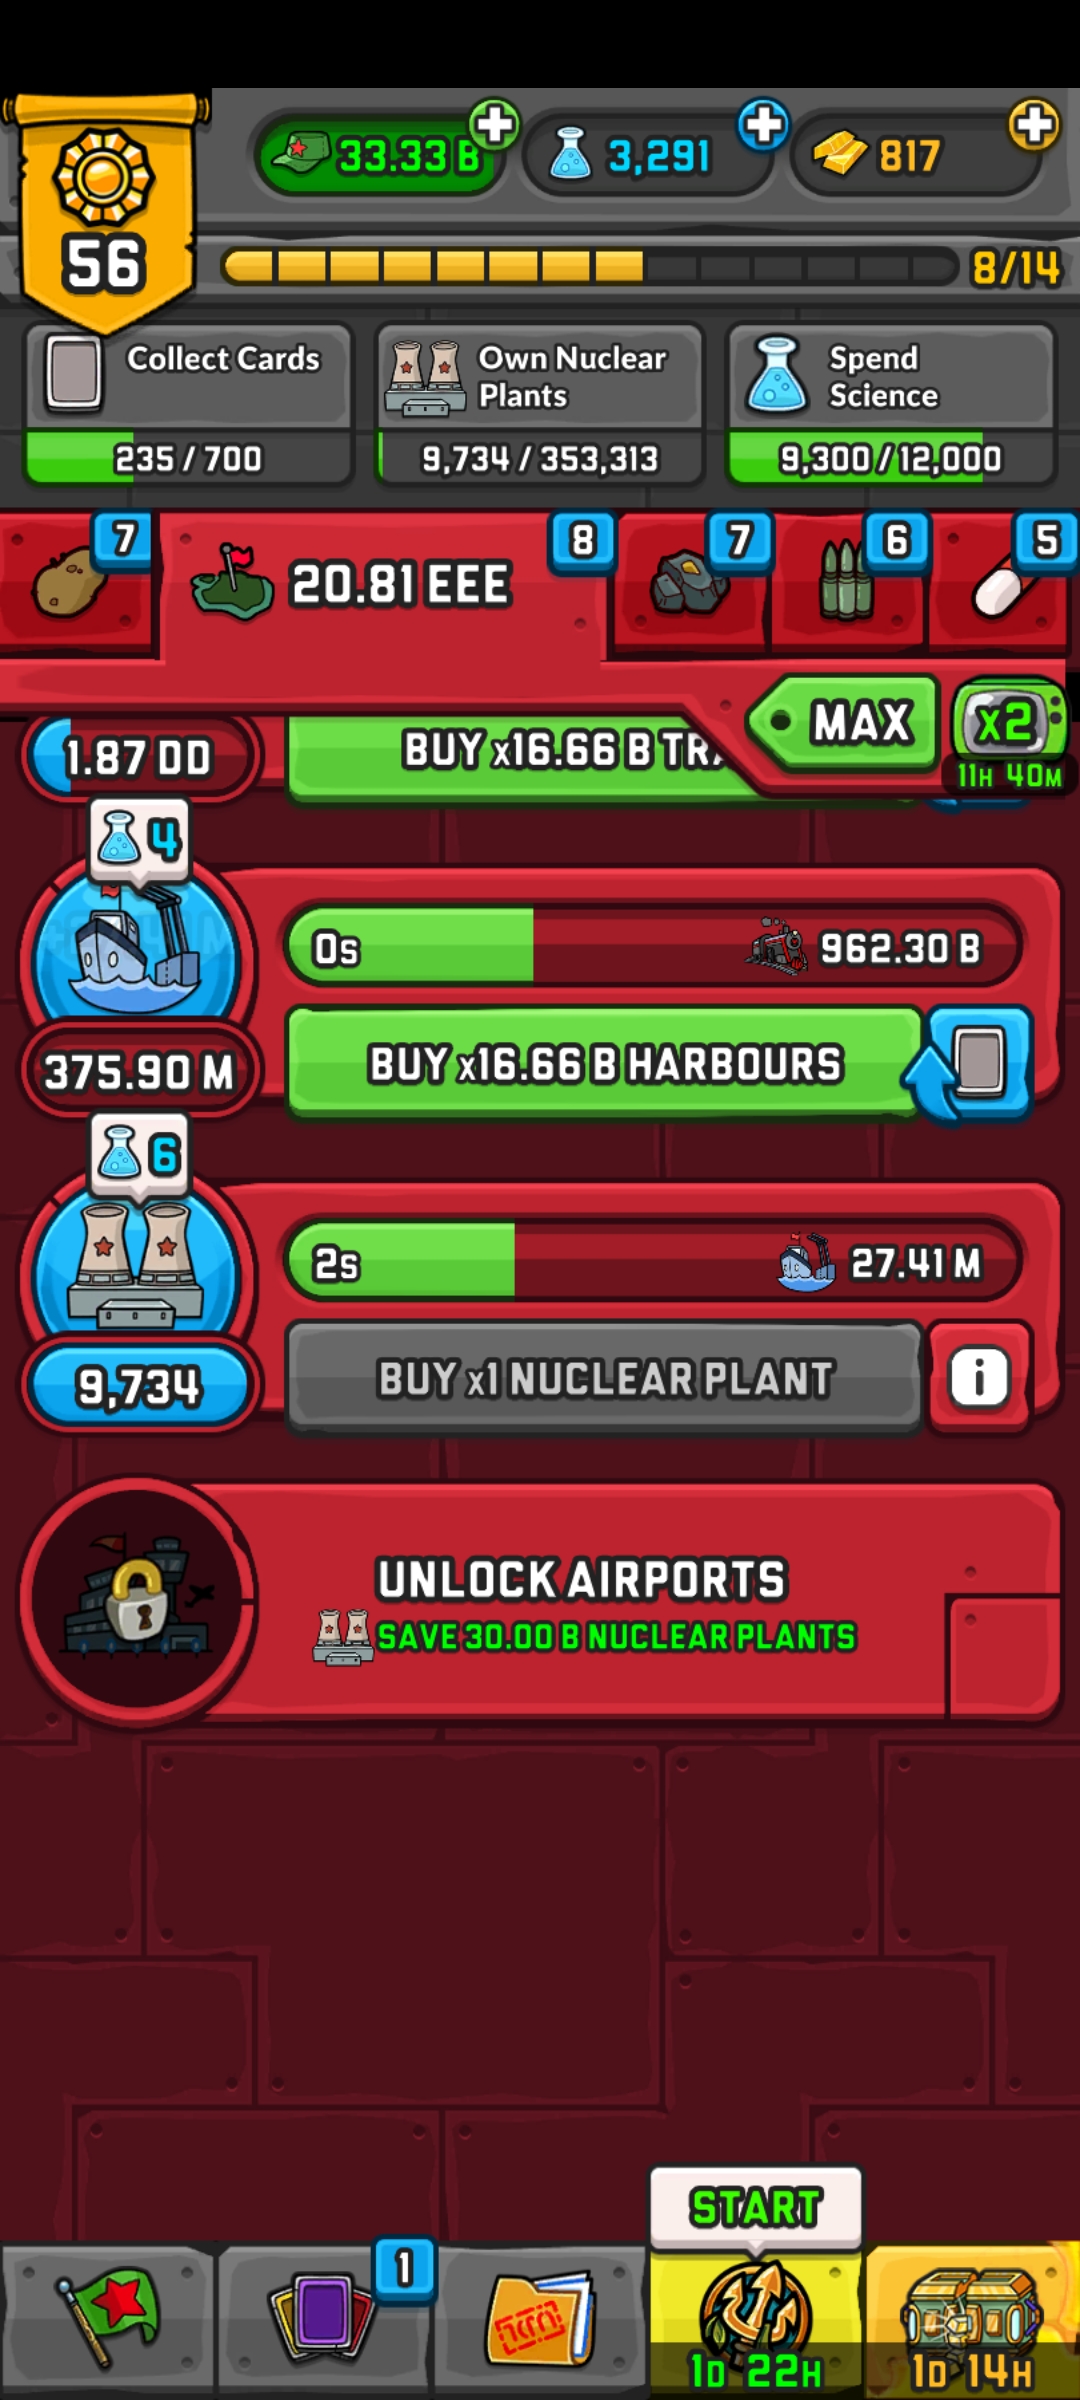 56
33.33 B
3,291
817
8/14
Collect Cards
235 / 700
Own Nuclear
Plants
9,734 / 353,313
Spend
Science
9,300 / 12,000
7
20.81 EEE
8
7
6
5
MAX
x2
11H 40M
1.87 DD
BUY x16.66 B
4
0s
962.30 B
375.90 M
BUY x16.66 B HARBOURS
6
2s
27.41 M
9,734
BUY x1 NUCLEAR PLANT
i
UNLOCK AIRPORTS
SAVE 30.00 B NUCLEAR PLANTS
START
1
1D 22H
1D 14H